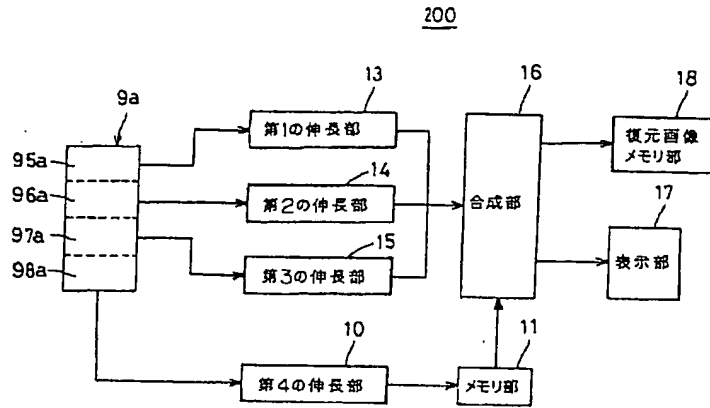 200
9a
13
16
18
95a
96a
97a
98a
第1の伸長部
14
第2の伸長部
15
第3の伸長部
合成部
復元画像
メモリ部
17
表示部
10
第4の伸長部
11
メモリ部